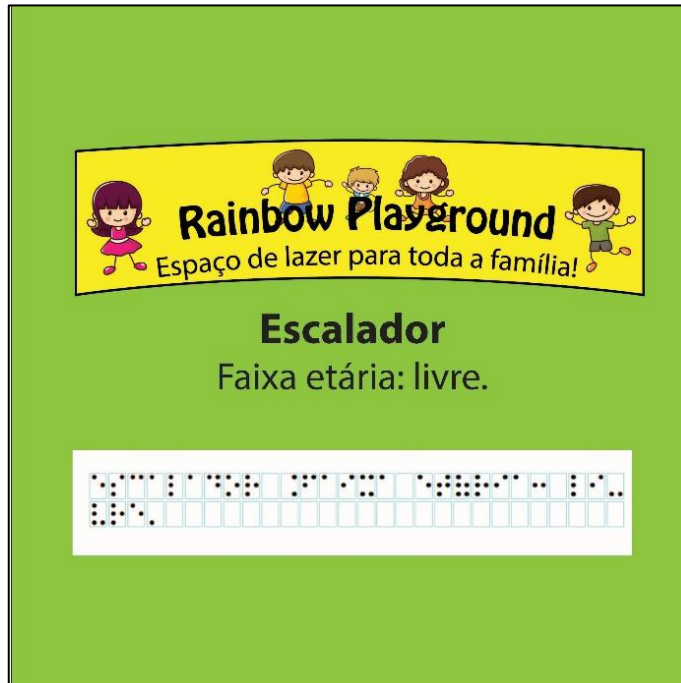 Rainbow Playground
Espaço de lazer para toda a família!
Escalador
Faixa etária: livre.